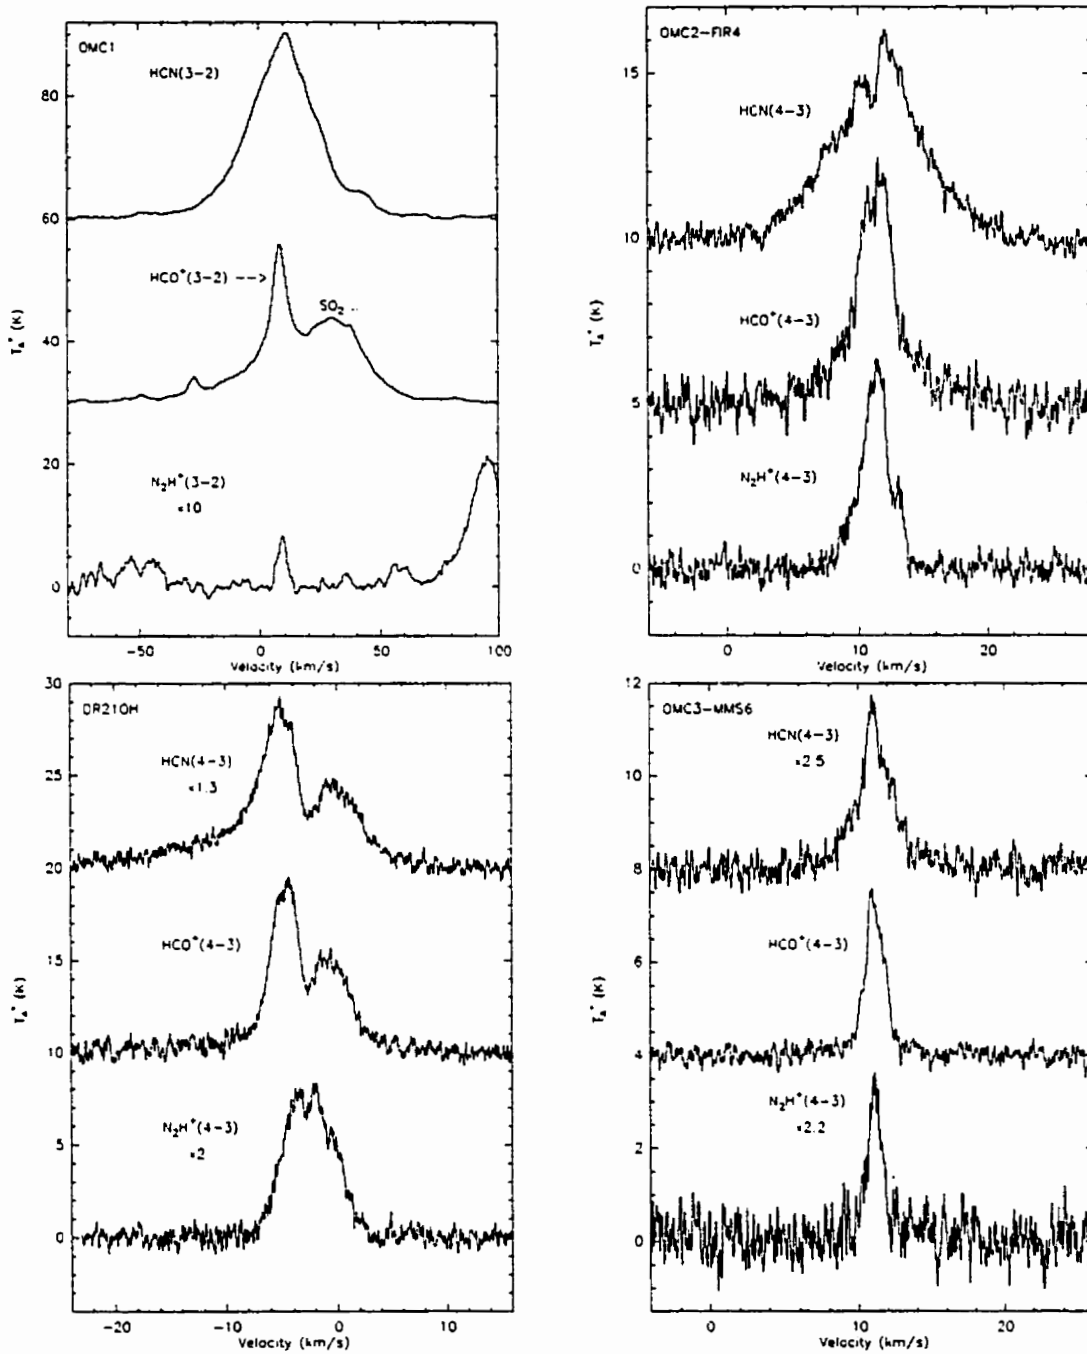 OMC1
HCN(3-2)
HCO⁺(3-2) -->
SO₂ ..
N₂H⁺(3-2)
×10
80
60
40
20
0
T_A^* (K)
-50
0
50
100
Velocity (km/s)
OMC2-FIR4
HCN(4-3)
HCO⁺(4-3)
N₂H⁺(4-3)
15
10
5
0
T_A^* (K)
0
10
20
Velocity (km/s)
DR21OH
HCN(4-3)
×1.3
HCO⁺(4-3)
N₂H⁺(4-3)
×2
30
25
20
15
10
5
0
T_A^* (K)
-20
-10
0
Velocity (km/s)
OMC3-MMS6
HCN(4-3)
×2.5
HCO⁺(4-3)
N₂H⁺(4-3)
×2.2
12
10
8
6
4
2
0
T_A^* (K)
0
10
20
Velocity (km/s)